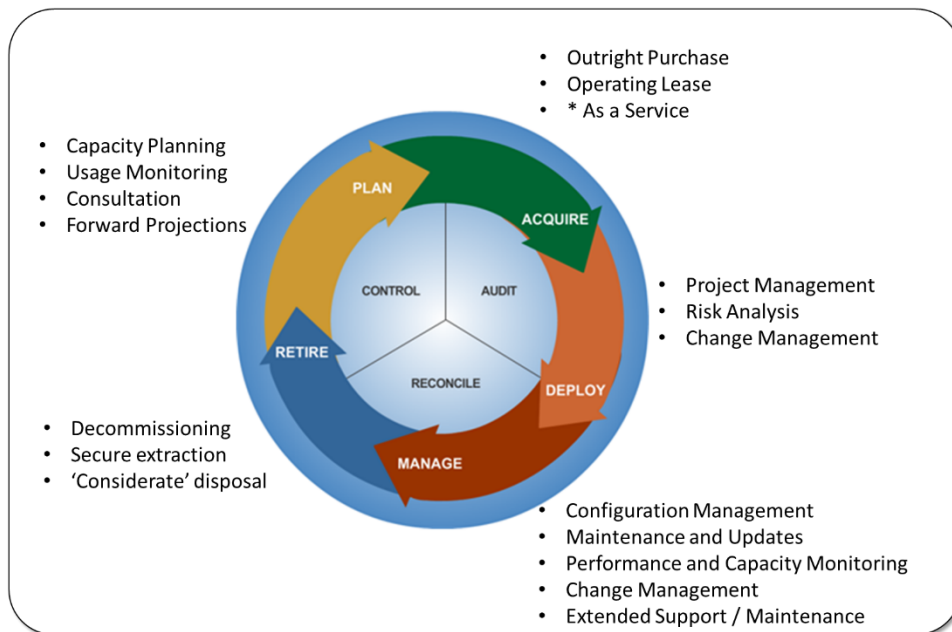 • Outright Purchase
• Operating Lease
• * As a Service
• Capacity Planning
• Usage Monitoring
• Consultation
• Forward Projections
PLAN
ACQUIRE
CONTROL
AUDIT
RECONCILE
RETIRE
DEPLOY
MANAGE
• Project Management
• Risk Analysis
• Change Management
• Decommissioning
• Secure extraction
• ‘Considerate’ disposal
• Configuration Management
• Maintenance and Updates
• Performance and Capacity Monitoring
• Change Management
• Extended Support / Maintenance